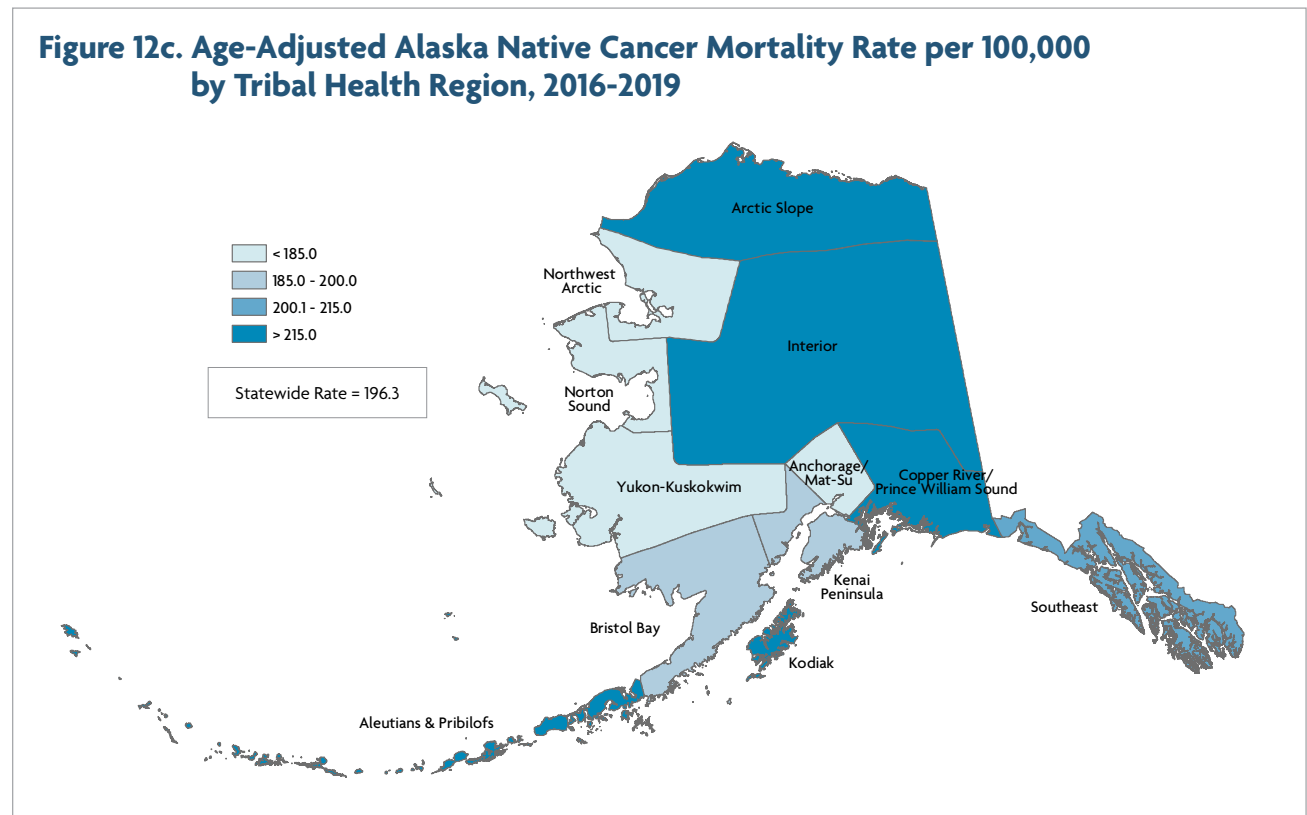 Figure 12c. Age-Adjusted Alaska Native Cancer Mortality Rate per 100,000
by Tribal Health Region, 2016-2019
< 185.0
185.0 - 200.0
200.1 - 215.0
> 215.0
Statewide Rate = 196.3
Arctic Slope
Northwest
Arctic
Interior
Norton
Sound
Yukon-Kuskokwim
Anchorage/
Mat-Su
Copper River/
Prince William Sound
Kenai
Peninsula
Southeast
Bristol Bay
Kodiak
Aleutians & Pribilofs